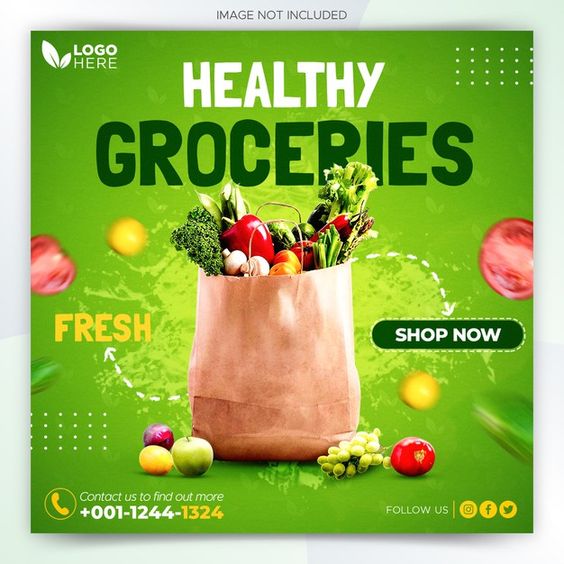 IMAGE NOT INCLUDED
LOGO
HERE
HEALTHY
GROCERIES
FRESH
SHOP NOW
Contact us to find out more
+001-1244-1324
FOLLOW US